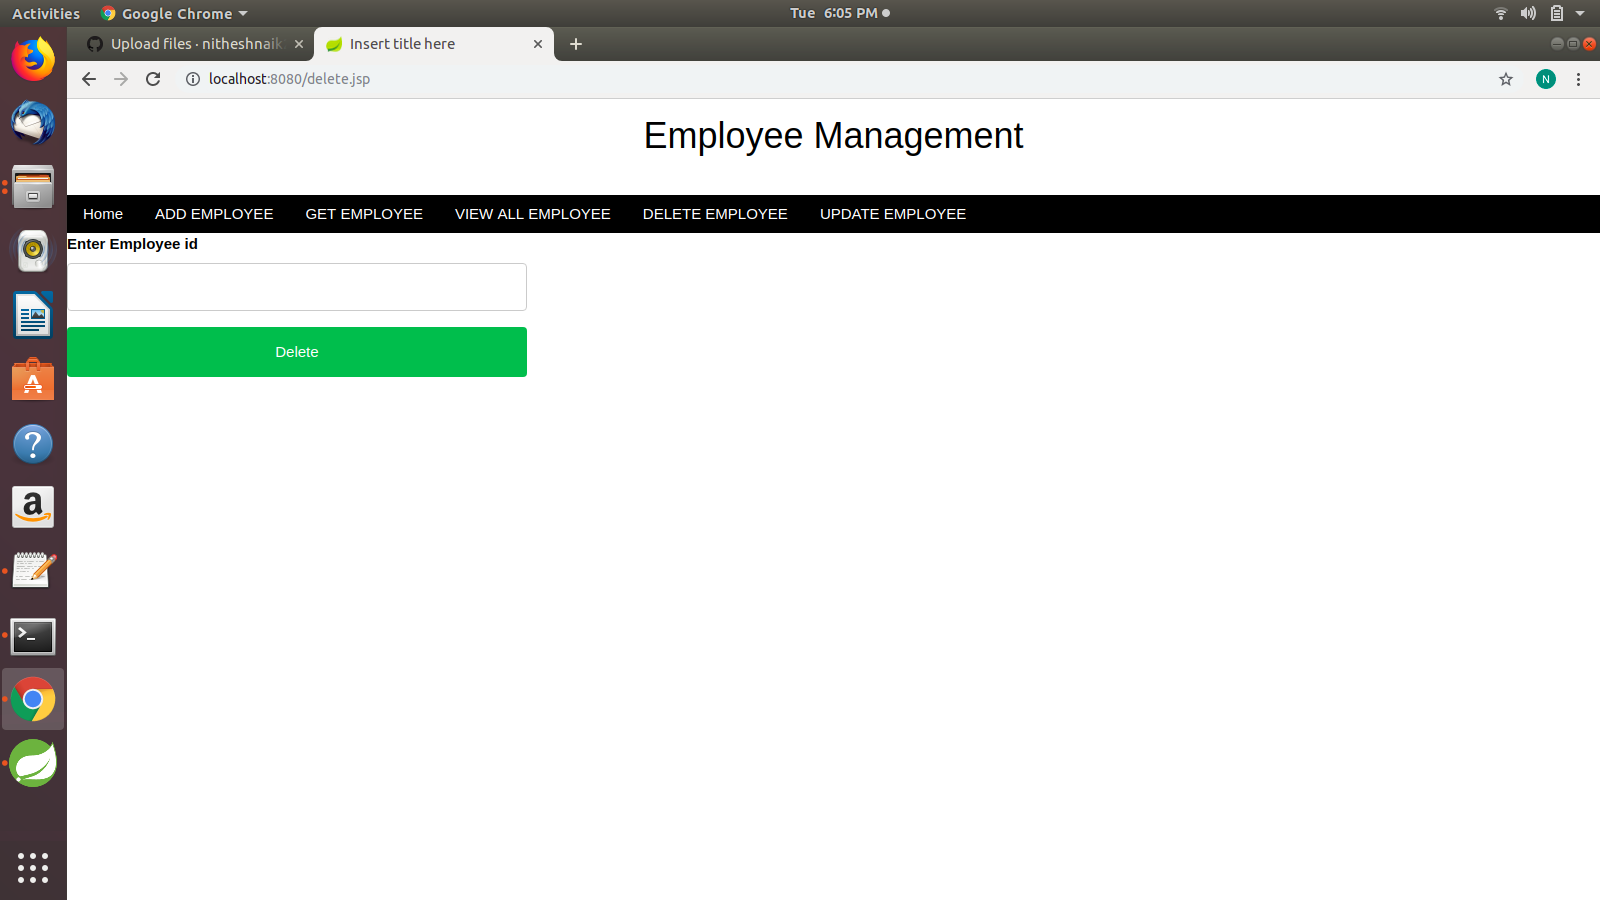 Activities Google Chrome Tue 6:05 PM
Upload files · nitheshnaik Insert title here
localhost:8080/delete.jsp N
Employee Management
Home ADD EMPLOYEE GET EMPLOYEE VIEW ALL EMPLOYEE DELETE EMPLOYEE UPDATE EMPLOYEE
Enter Employee id
Delete